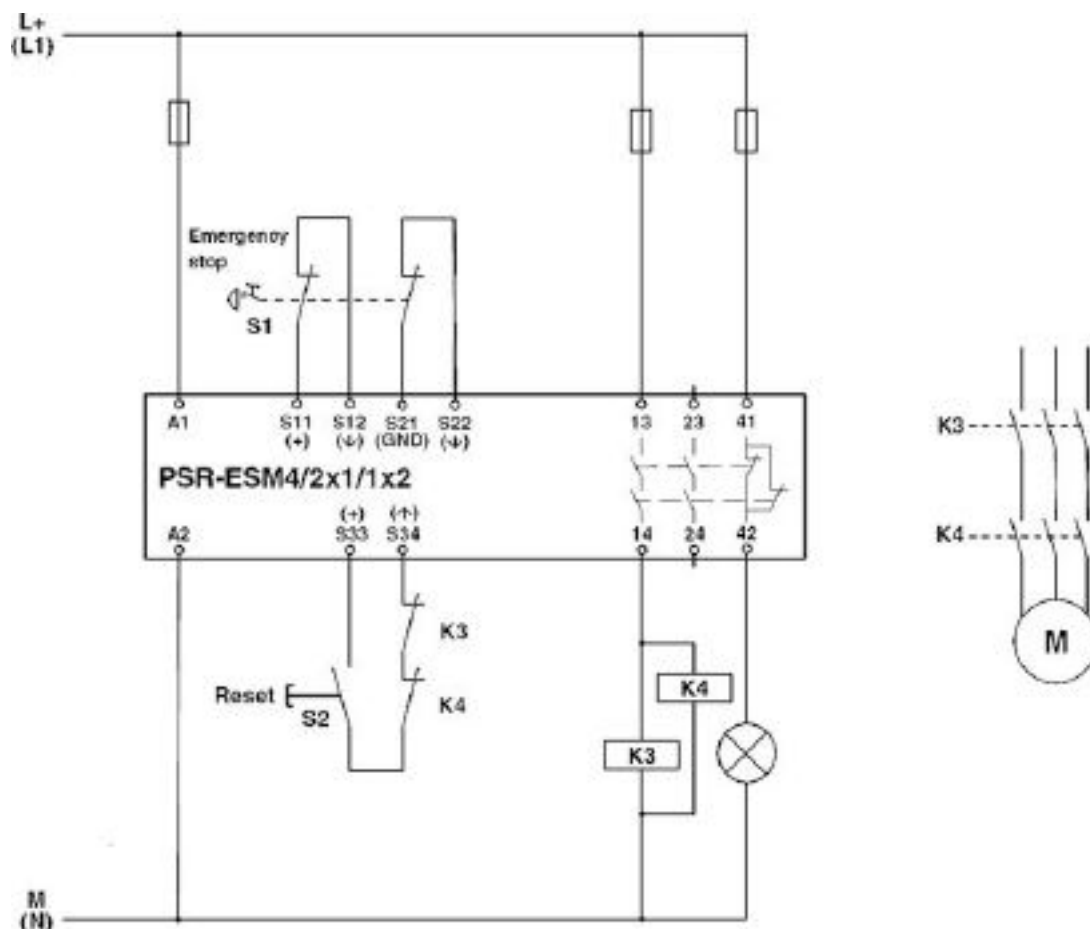 L+
(L1)
Emergency
stop
S1
A1 S11 S12 S21 S22 13 23 41
(+) (↓) (GND) (↓)
PSR-ESM4/2x1/1x2
(+) (↑)
A2 S33 S34 14 24 42
K3
K4
Reset
S2
K4
K3
M
(N)
K3
K4
M